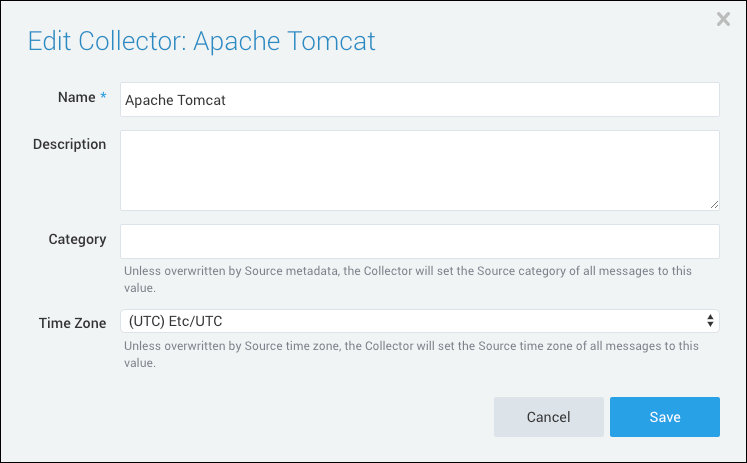 Edit Collector: Apache Tomcat
Name *
Apache Tomcat
Description
Category
Unless overwritten by Source metadata, the Collector will set the Source category of all messages to this
value.
Time Zone
(UTC) Etc/UTC
Unless overwritten by Source time zone, the Collector will set the Source time zone of all messages to this
value.
Cancel
Save